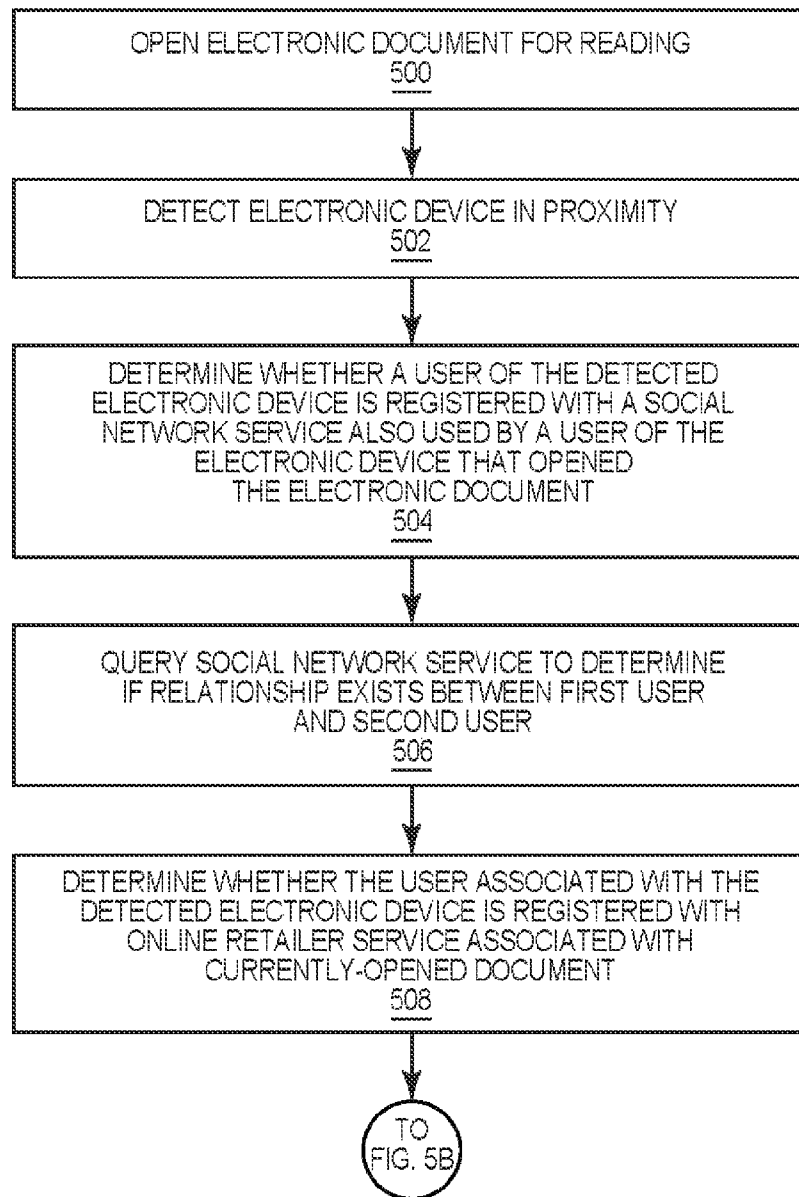 OPEN ELECTRONIC DOCUMENT FOR READING
500
DETECT ELECTRONIC DEVICE IN PROXIMITY
502
DETERMINE WHETHER A USER OF THE DETECTED
ELECTRONIC DEVICE IS REGISTERED WITH A SOCIAL
NETWORK SERVICE ALSO USED BY A USER OF THE
ELECTRONIC DEVICE THAT OPENED
THE ELECTRONIC DOCUMENT
504
QUERY SOCIAL NETWORK SERVICE TO DETERMINE
IF RELATIONSHIP EXISTS BETWEEN FIRST USER
AND SECOND USER
506
DETERMINE WHETHER THE USER ASSOCIATED WITH THE
DETECTED ELECTRONIC DEVICE IS REGISTERED WITH
ONLINE RETAILER SERVICE ASSOCIATED WITH
CURRENTLY-OPENED DOCUMENT
508
TO
FIG. 5B